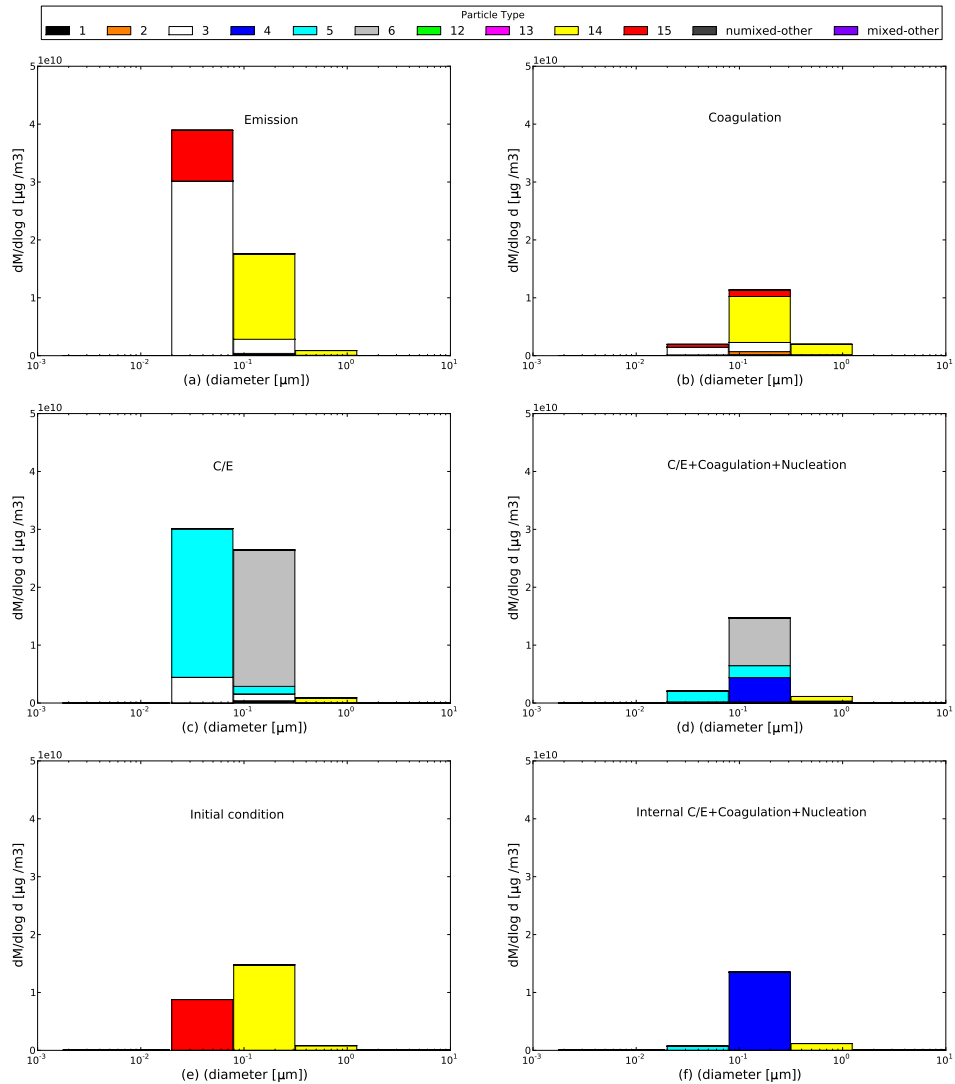 Particle Type
1 2 3 4 5 6 12 13 14 15 numixed-other mixed-other
1e10
5
4
3
2
1
0
dM/dlog d [µg /m3]
Emission
10^-3 10^-2 10^-1 10^0 10^1
(a) (diameter [µm])
1e10
5
4
3
2
1
0
dM/dlog d [µg /m3]
Coagulation
10^-3 10^-2 10^-1 10^0 10^1
(b) (diameter [µm])
1e10
5
4
3
2
1
0
dM/dlog d [µg /m3]
C/E
10^-3 10^-2 10^-1 10^0 10^1
(c) (diameter [µm])
1e10
5
4
3
2
1
0
dM/dlog d [µg /m3]
C/E+Coagulation+Nucleation
10^-3 10^-2 10^-1 10^0 10^1
(d) (diameter [µm])
1e10
5
4
3
2
1
0
dM/dlog d [µg /m3]
Initial condition
10^-3 10^-2 10^-1 10^0 10^1
(e) (diameter [µm])
1e10
5
4
3
2
1
0
dM/dlog d [µg /m3]
Internal C/E+Coagulation+Nucleation
10^-3 10^-2 10^-1 10^0 10^1
(f) (diameter [µm])